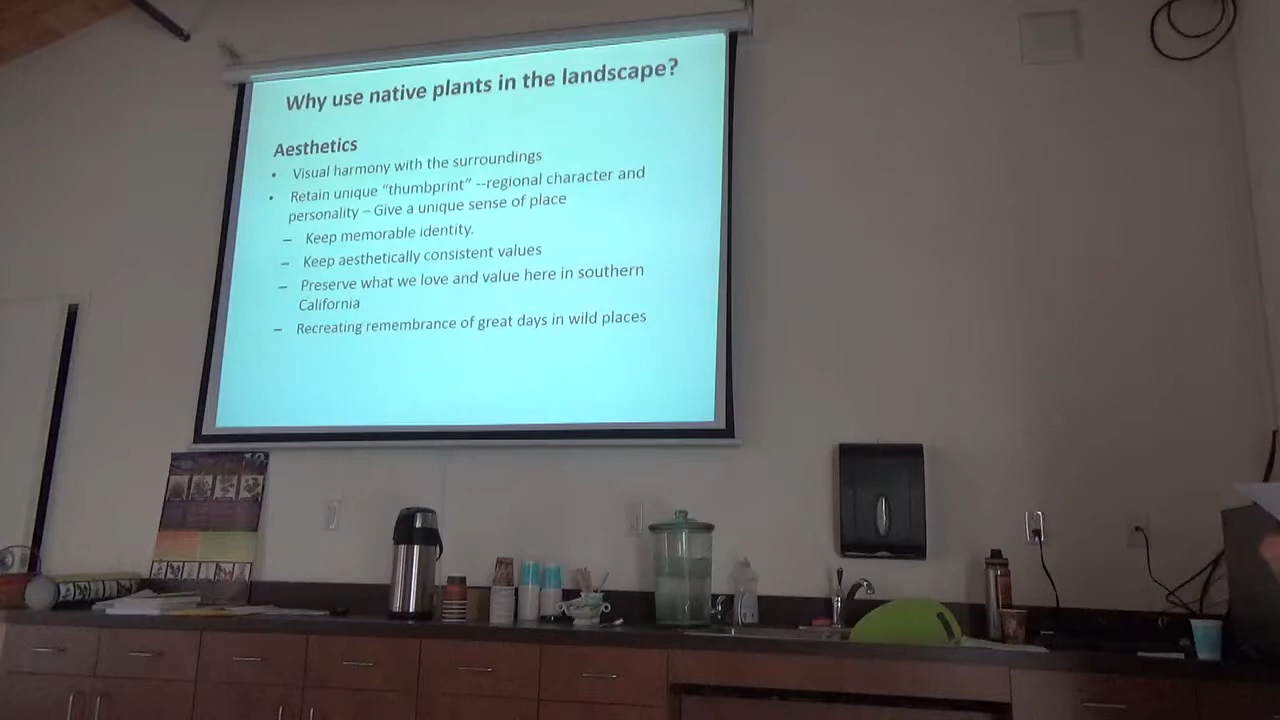 Why use native plants in the landscape?
Aesthetics
• Visual harmony with the surroundings
• Retain unique “thumbprint” --regional character and
personality – Give a unique sense of place
– Keep memorable identity.
– Keep aesthetically consistent values
– Preserve what we love and value here in southern
California
– Recreating remembrance of great days in wild places